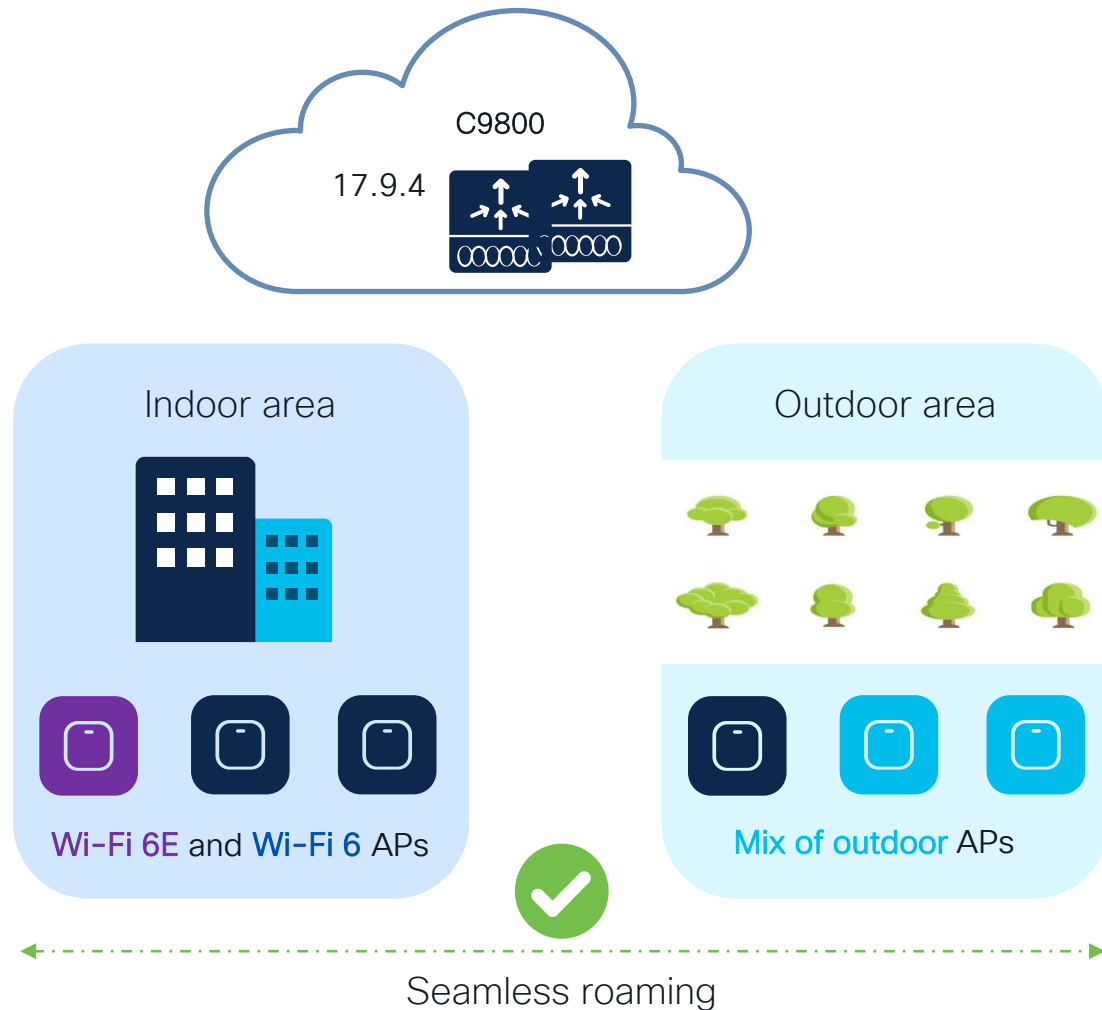 C9800
17.9.4
Indoor area
Outdoor area
Wi-Fi 6E and Wi-Fi 6 APs
Mix of outdoor APs
Seamless roaming